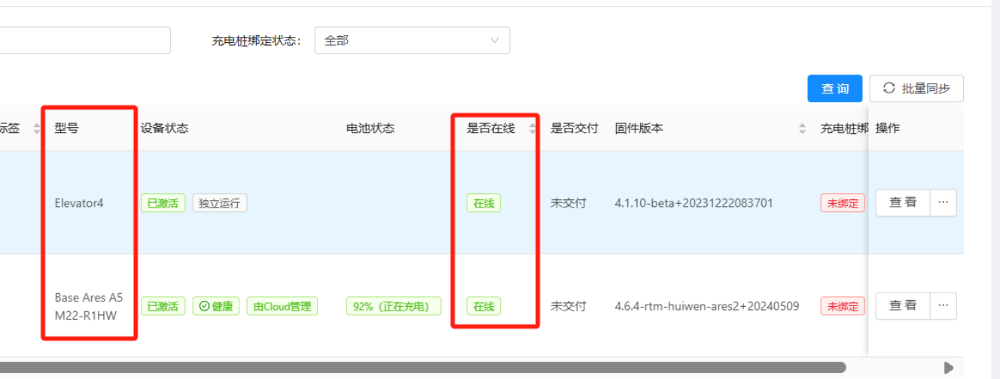 充电桩绑定状态： 全部
查询 批量同步
标签 型号 设备状态 电池状态 是否在线 是否交付 固件版本 充电桩绑 操作
Elevator4 已激活 独立运行 在线 未交付 4.1.10-beta+20231222083701 未绑定 查看 ···
Base Ares A5
M22-R1HW 已激活 健康 由Cloud管理 92%（正在充电） 在线 未交付 4.6.4-rtm-huiwen-ares2+20240509 未绑定 查看 ···